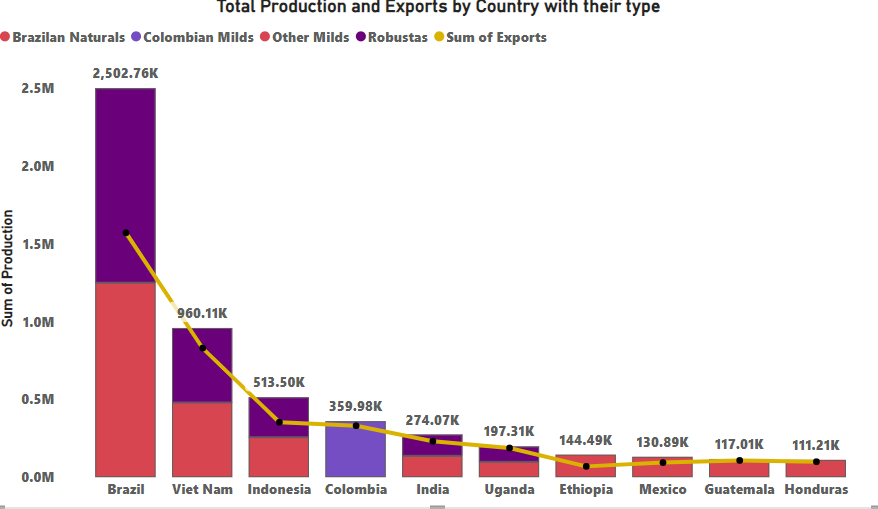 Total Production and Exports by Country with their type
Brazilan Naturals Colombian Milds Other Milds Robustas Sum of Exports
2,502.76K
2.5M
2.0M
1.5M
1.0M
0.5M
0.0M
Sum of Production
960.11K
513.50K
359.98K
274.07K
197.31K
144.49K
130.89K
117.01K
111.21K
Brazil Viet Nam Indonesia Colombia India Uganda Ethiopia Mexico Guatemala Honduras